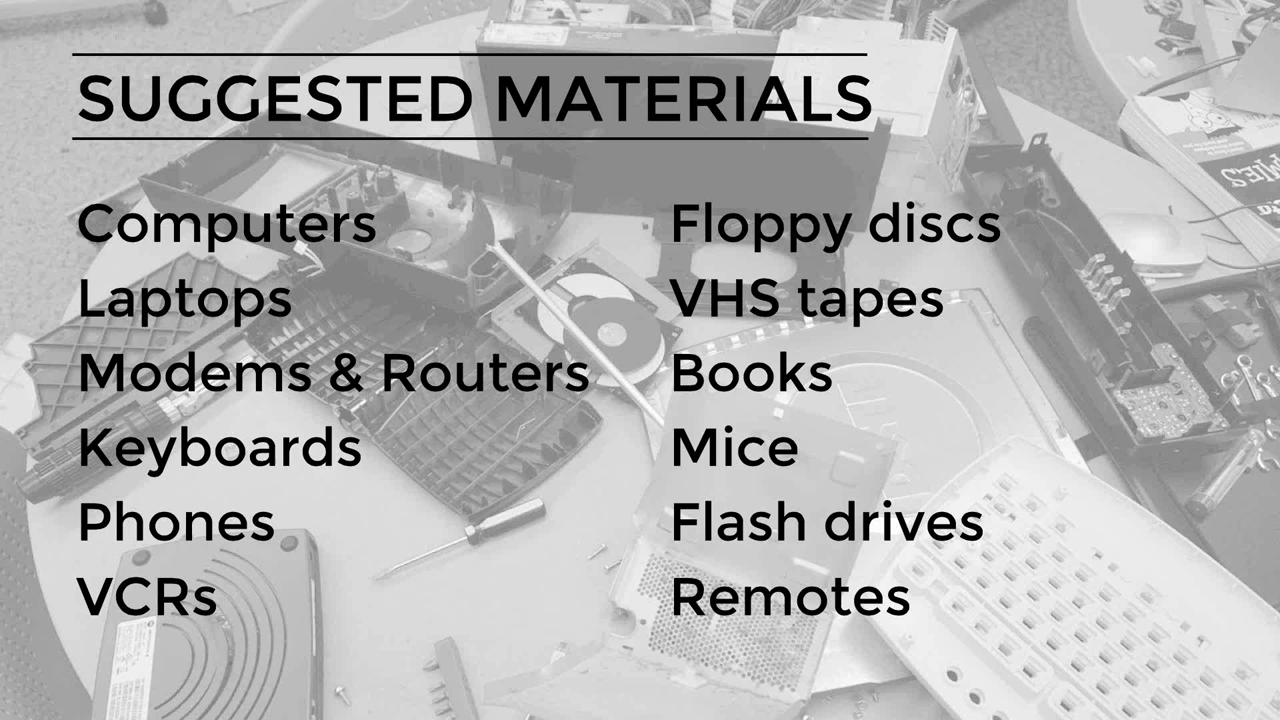 SUGGESTED MATERIALS
Computers
Laptops
Modems & Routers
Keyboards
Phones
VCRs
Floppy discs
VHS tapes
Books
Mice
Flash drives
Remotes